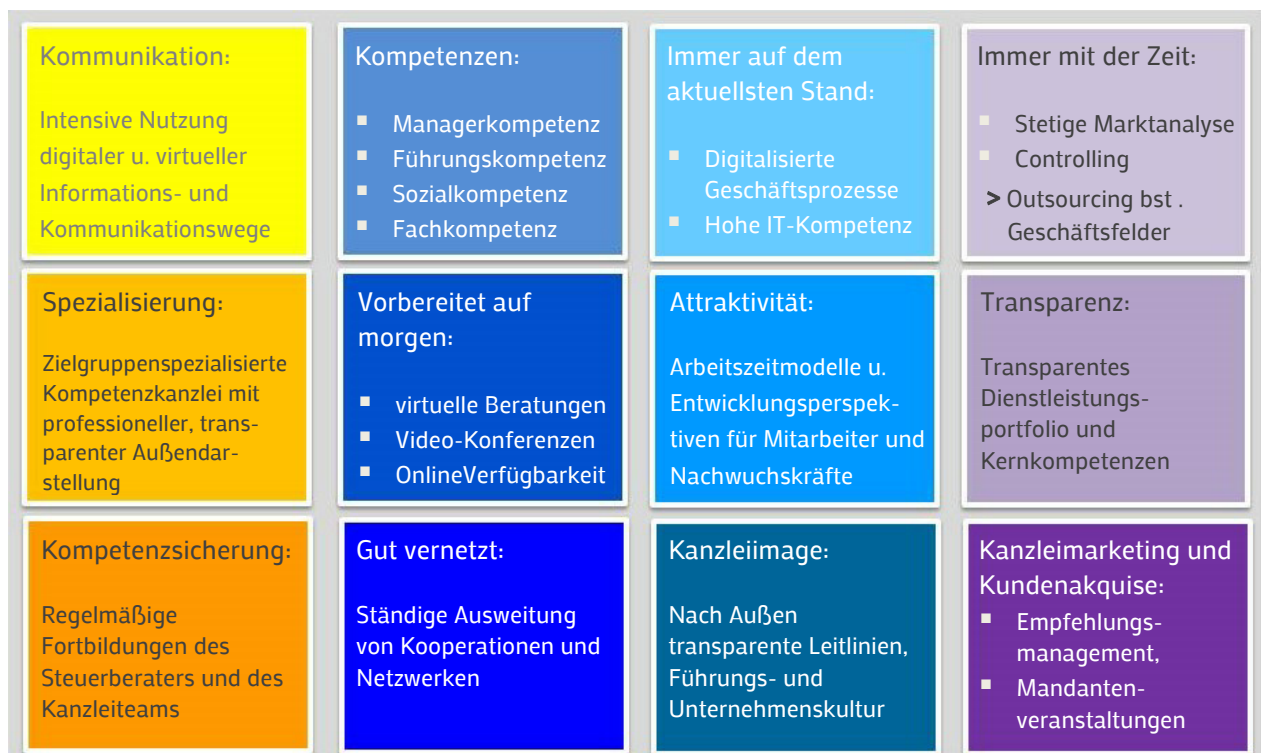 Kommunikation:
Intensive Nutzung
digitaler u. virtueller
Informations- und
Kommunikationswege
Kompetenzen:
▪ Managerkompetenz
▪ Führungskompetenz
▪ Sozialkompetenz
▪ Fachkompetenz
Immer auf dem
aktuellsten Stand:
▪ Digitalisierte
Geschäftsprozesse
▪ Hohe IT-Kompetenz
Immer mit der Zeit:
▪ Stetige Marktanalyse
▪ Controlling
> Outsourcing bst .
Geschäftsfelder
Spezialisierung:
Zielgruppenspezialisierte
Kompetenzkanzlei mit
professioneller, trans-
parenter Außendar-
stellung
Vorbereitet auf
morgen:
▪ virtuelle Beratungen
▪ Video-Konferenzen
▪ OnlineVerfügbarkeit
Attraktivität:
Arbeitszeitmodelle u.
Entwicklungsperspek-
tiven für Mitarbeiter und
Nachwuchskräfte
Transparenz:
Transparentes
Dienstleistungs-
portfolio und
Kernkompetenzen
Kompetenzsicherung:
Regelmäßige
Fortbildungen des
Steuerberaters und des
Kanzleiteams
Gut vernetzt:
Ständige Ausweitung
von Kooperationen und
Netzwerken
Kanzleiimage:
Nach Außen
transparente Leitlinien,
Führungs- und
Unternehmenskultur
Kanzleimarketing und
Kundenakquise:
▪ Empfehlungs-
management,
▪ Mandanten-
veranstaltungen